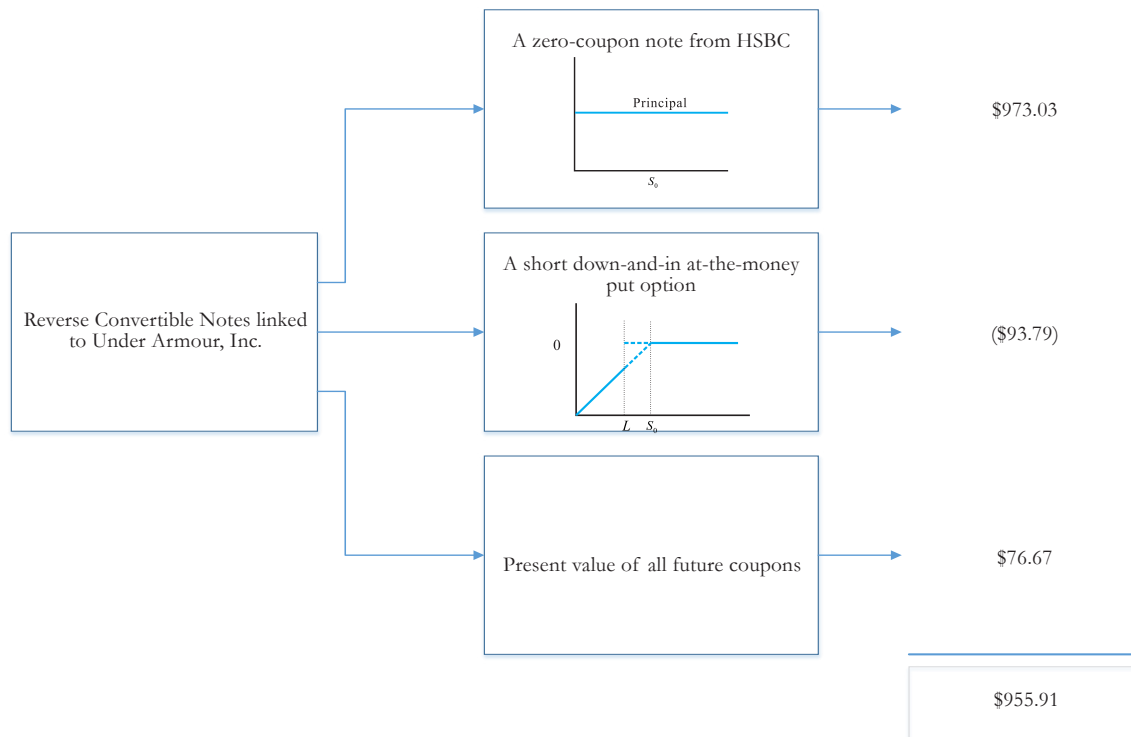 A zero-coupon note from HSBC
Principal
S₀
$973.03
Reverse Convertible Notes linked
to Under Armour, Inc.
A short down-and-in at-the-money
put option
0
L S₀
($93.79)
Present value of all future coupons
$76.67
$955.91